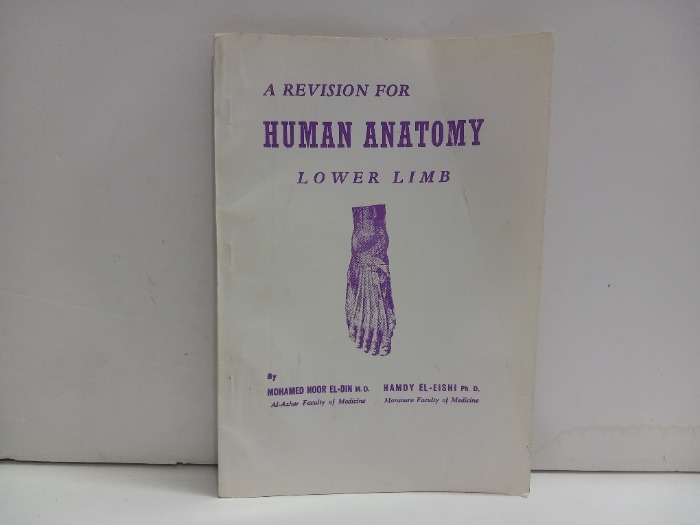 A REVISION FOR
HUMAN ANATOMY
LOWER LIMB
By
MOHAMED NOOR EL-DIN M. D. HAMDY EL-EISHI Ph. D.
Al-Azhar Faculty of Medicine Mansoura Faculty of Medicine